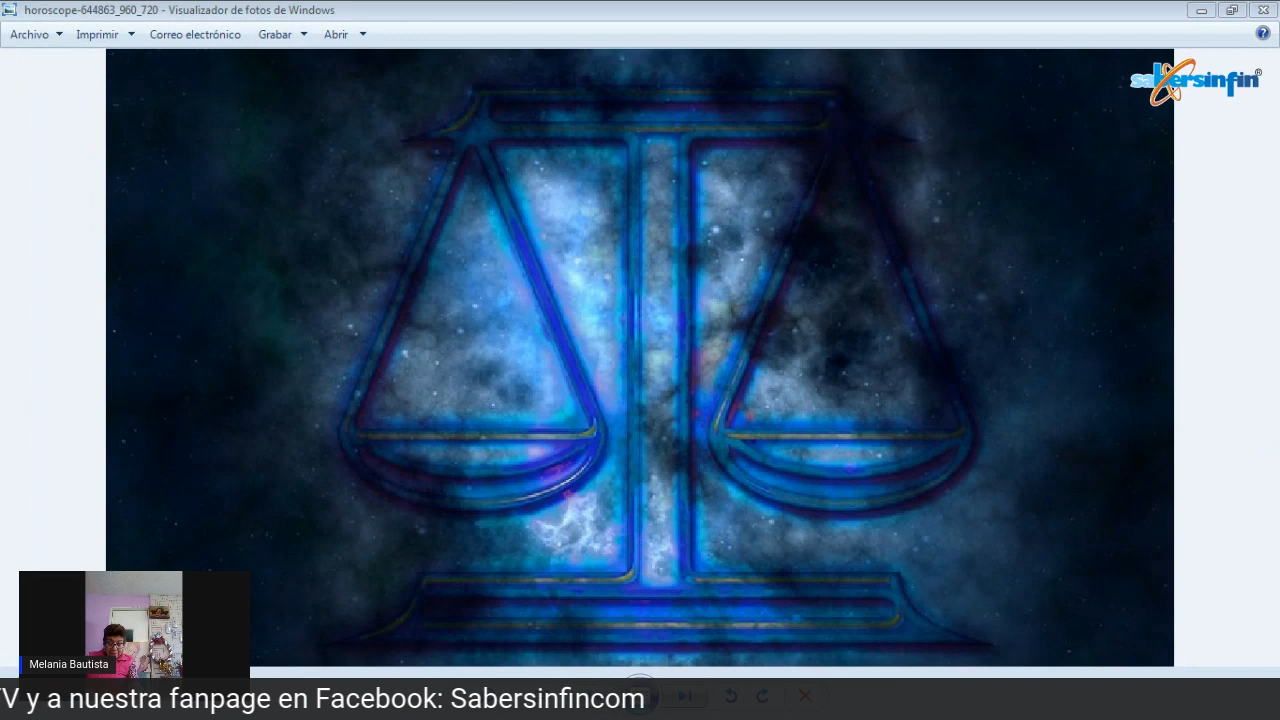 horoscope-644863_960_720 - Visualizador de fotos de Windows
Archivo Imprimir Correo electrónico Grabar Abrir
sabersinfin®
Melania Bautista
TV y a nuestra fanpage en Facebook: Sabersinfincom